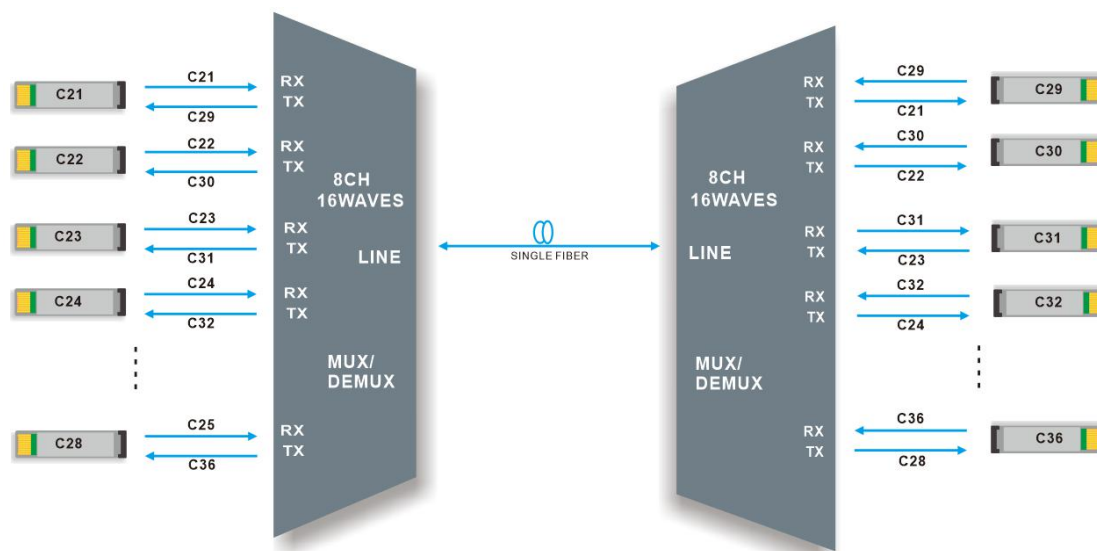 C21
C21
C29
RX
TX
C22
C22
C30
RX
TX
C23
C23
C31
RX
TX
C24
C24
C32
RX
TX
C28
C25
C36
RX
TX
8CH
16WAVES
LINE
MUX/
DEMUX
SINGLE FIBER
8CH
16WAVES
LINE
MUX/
DEMUX
RX
TX
C29
C21
C29
RX
TX
C30
C22
C30
RX
TX
C31
C23
C31
RX
TX
C32
C24
C32
RX
TX
C36
C28
C36